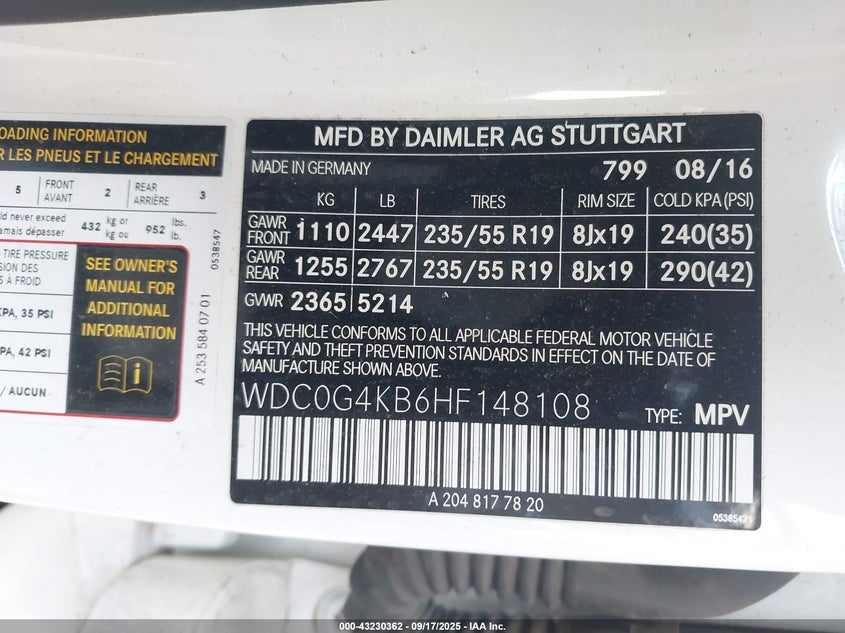 OADING INFORMATION
R LES PNEUS ET LE CHARGEMENT
5 FRONT AVANT 2 REAR ARRIÈRE 3
ld never exceed
amais dépasser 432 kg or kg ou 952 lbs. lb.
TIRE PRESSURE
SION DES
À FROID
PA, 35 PSI
PA, 42 PSI
/ AUCUN
SEE OWNER'S
MANUAL FOR
ADDITIONAL
INFORMATION
0538547
A 253 584 07 01
MFD BY DAIMLER AG STUTTGART
MADE IN GERMANY 799 08/16
KG LB TIRES RIM SIZE COLD KPA (PSI)
GAWR FRONT 1110 2447 235/55 R19 8Jx19 240(35)
GAWR REAR 1255 2767 235/55 R19 8Jx19 290(42)
GVWR 2365 5214
THIS VEHICLE CONFORMS TO ALL APPLICABLE FEDERAL MOTOR VEHICLE
SAFETY AND THEFT PREVENTION STANDARDS IN EFFECT ON THE DATE OF
MANUFACTURE SHOWN ABOVE.
WDC0G4KB6HF148108 TYPE: MPV
A 204 817 78 20
05385421
000-43230362 - 09/17/2025 - IAA Inc.